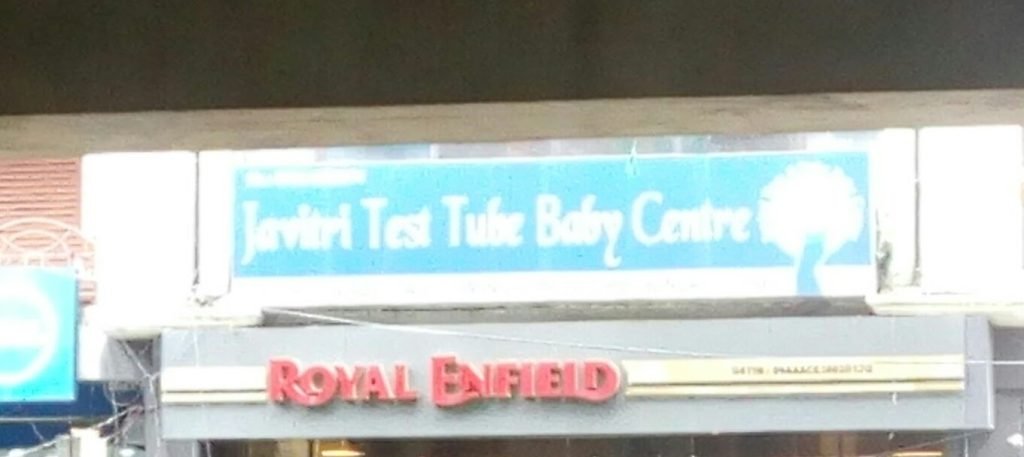 Javitri Test Tube Baby Centre
ROYAL ENFIELD